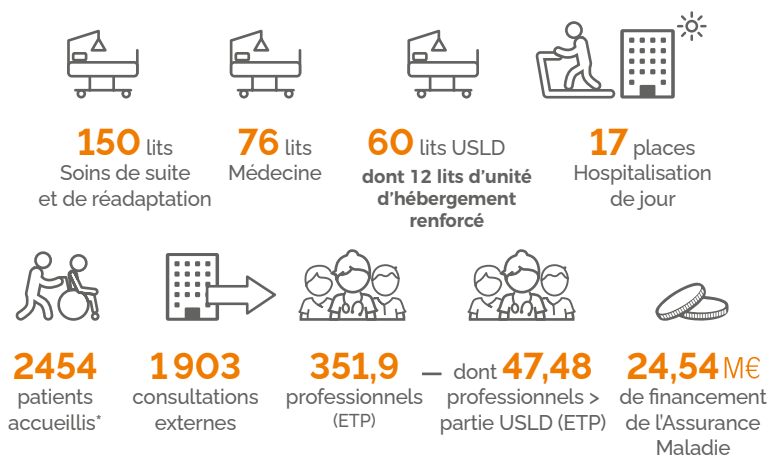 150 lits
Soins de suite
et de réadaptation
76 lits
Médecine
60 lits USLD
dont 12 lits d’unité
d’hébergement
renforcé
17 places
Hospitalisation
de jour
2454
patients
accueillis*
1 903
consultations
externes
351,9
professionnels
(ETP)
— dont 47,48
professionnels >
partie USLD (ETP)
24,54 M€
de financement
de l’Assurance
Maladie